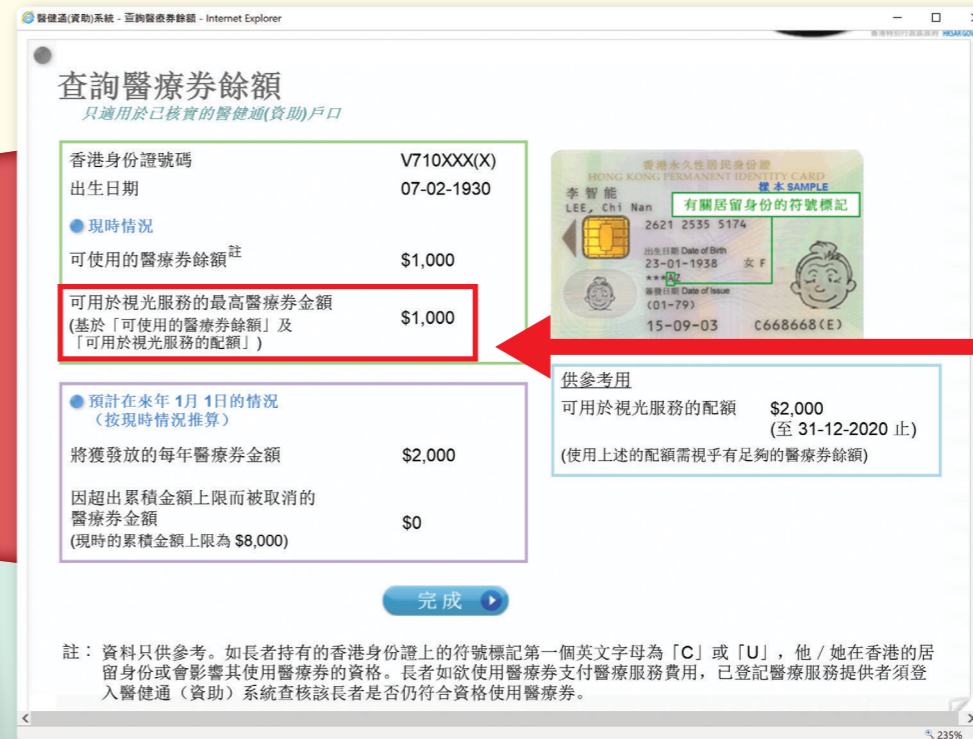 醫健通(資助)系統 - 查詢醫療券餘額 - Internet Explorer
香港特別行政區政府 HKSARGOV
查詢醫療券餘額
只適用於已核實的醫健通(資助)戶口
香港身份證號碼 V710XXX(X)
出生日期 07-02-1930
現時情況
可使用的醫療券餘額註 $1,000
可用於視光服務的最高醫療券金額 $1,000
(基於「可使用的醫療券餘額」及
「可用於視光服務的配額」)
預計在來年 1月 1日的情況
(按現時情況推算)
將獲發放的每年醫療券金額 $2,000
因超出累積金額上限而被取消的
醫療券金額 $0
(現時的累積金額上限為 $8,000)
香港永久性居民身份證
HONG KONG PERMANENT IDENTITY CARD
樣本 SAMPLE
李智能
LEE, Chi Nan
有關居留身份的符號標記
2621 2535 5174
出生日期 Date of Birth
23-01-1938 女 F
***AZ
簽發日期 Date of Issue
(01-79)
15-09-03 C668668(E)
供參考用
可用於視光服務的配額 $2,000
(至 31-12-2020 止)
(使用上述的配額需視乎有足夠的醫療券餘額)
完成
註： 資料只供參考。如長者持有的香港身份證上的符號標記第一個英文字母為「C」或「U」，他 / 她在香港的居
留身份或會影響其使用醫療券的資格。長者如欲使用醫療券支付醫療服務費用，已登記醫療服務提供者須登
入醫健通（資助）系統查核該長者是否仍符合資格使用醫療券。
235%